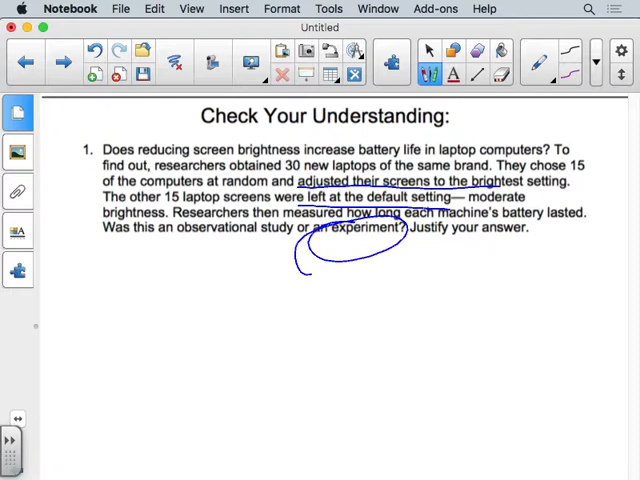 Notebook File Edit View Insert Format Tools Window Add-ons Help
Untitled
Check Your Understanding:
1. Does reducing screen brightness increase battery life in laptop computers? To
find out, researchers obtained 30 new laptops of the same brand. They chose 15
of the computers at random and adjusted their screens to the brightest setting.
The other 15 laptop screens were left at the default setting— moderate
brightness. Researchers then measured how long each machine's battery lasted.
Was this an observational study or an experiment? Justify your answer.